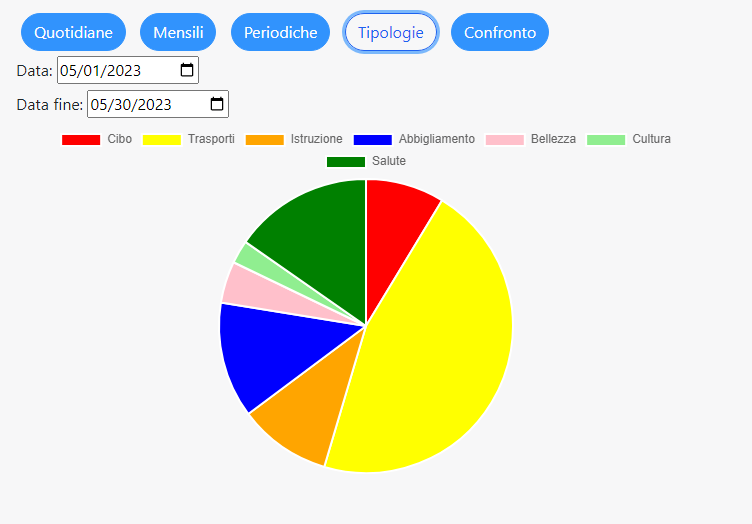 Quotidiane Mensili Periodiche Tipologie Confronto
Data: 05/01/2023
Data fine: 05/30/2023
Cibo Trasporti Istruzione Abbigliamento Bellezza Cultura
Salute